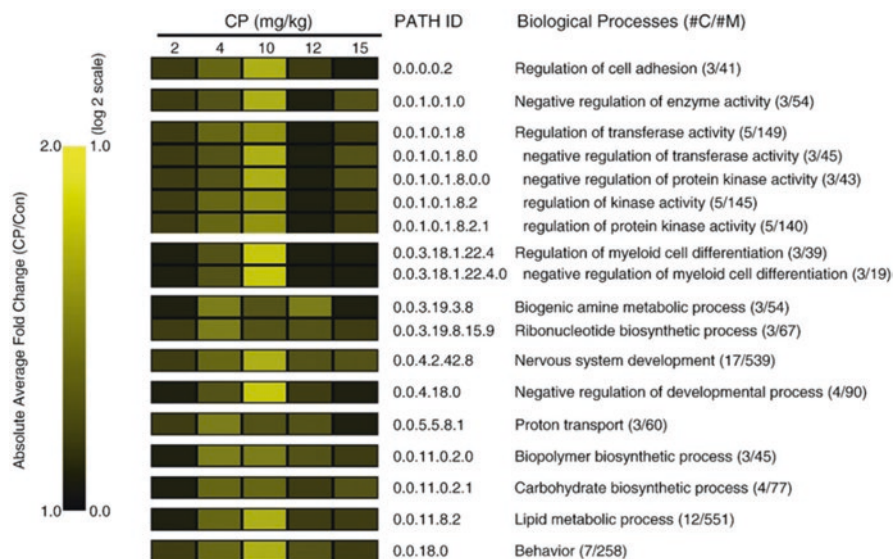 CP (mg/kg) PATH ID Biological Processes (#C/#M)
2 4 10 12 15
0.0.0.0.2 Regulation of cell adhesion (3/41)
0.0.1.0.1.0 Negative regulation of enzyme activity (3/54)
0.0.1.0.1.8 Regulation of transferase activity (5/149)
0.0.1.0.1.8.0 negative regulation of transferase activity (3/45)
0.0.1.0.1.8.0.0 negative regulation of protein kinase activity (3/43)
0.0.1.0.1.8.2 regulation of kinase activity (5/145)
0.0.1.0.1.8.2.1 regulation of protein kinase activity (5/140)
0.0.3.18.1.22.4 Regulation of myeloid cell differentiation (3/39)
0.0.3.18.1.22.4.0 negative regulation of myeloid cell differentiation (3/19)
0.0.3.19.3.8 Biogenic amine metabolic process (3/54)
0.0.3.19.8.15.9 Ribonucleotide biosynthetic process (3/67)
0.0.4.2.42.8 Nervous system development (17/539)
0.0.4.18.0 Negative regulation of developmental process (4/90)
0.0.5.5.8.1 Proton transport (3/60)
0.0.11.0.2.0 Biopolymer biosynthetic process (3/45)
0.0.11.0.2.1 Carbohydrate biosynthetic process (4/77)
0.0.11.8.2 Lipid metabolic process (12/551)
0.0.18.0 Behavior (7/258)
Absolute Average Fold Change (CP/Con)
(log 2 scale)
2.0 1.0
1.0 0.0